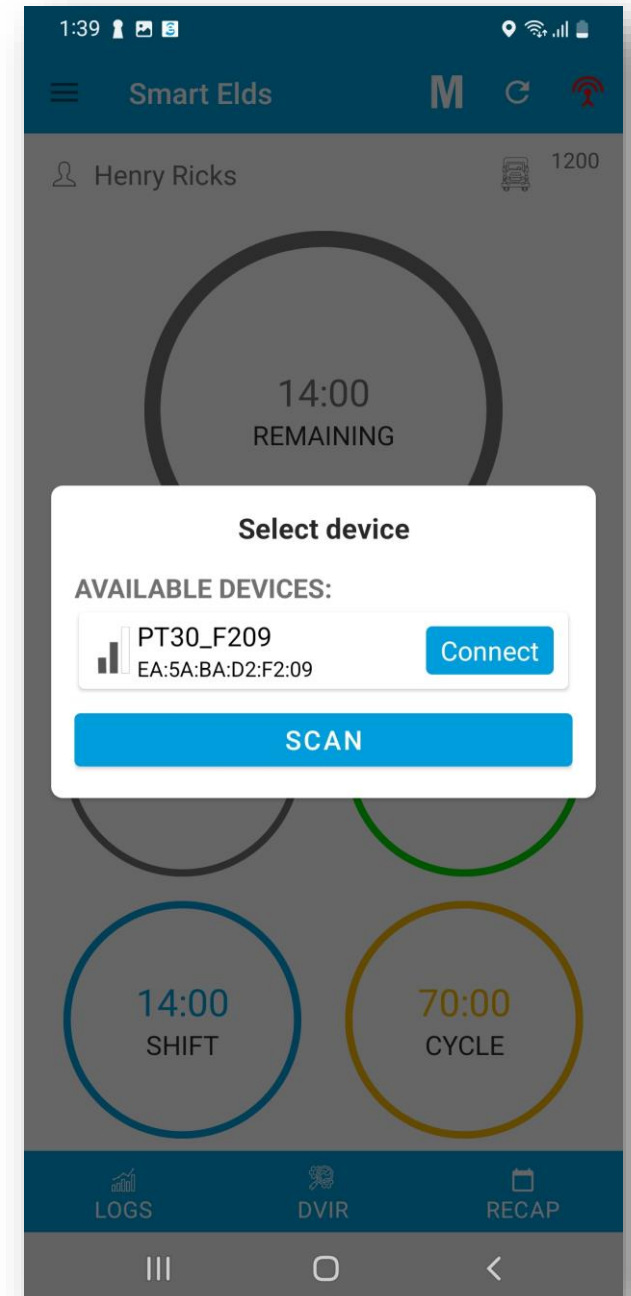 1:39
Smart Elds M
Henry Ricks 1200
14:00
REMAINING
Select device
AVAILABLE DEVICES:
PT30_F209
EA:5A:BA:D2:F2:09
Connect
SCAN
14:00
SHIFT
70:00
CYCLE
LOGS DVIR RECAP